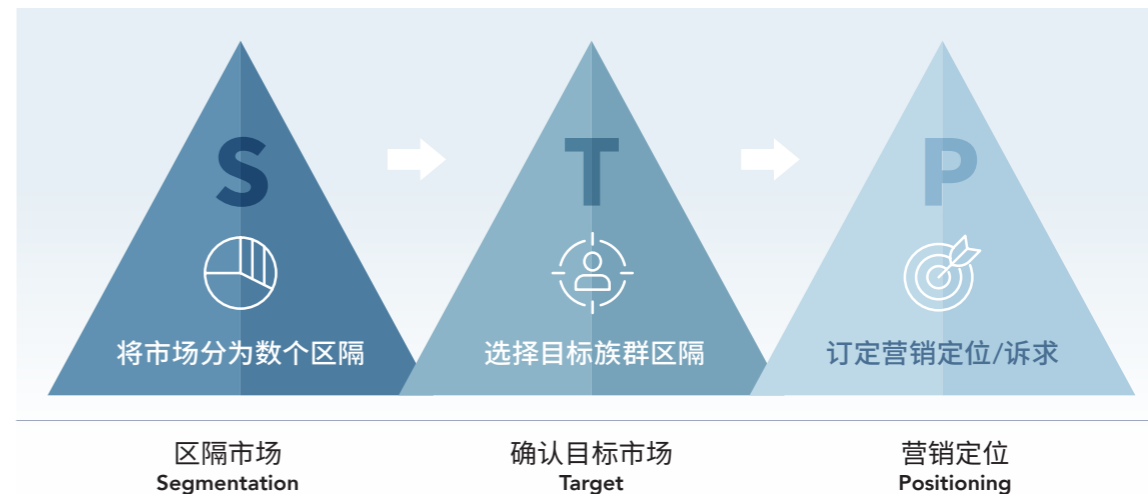 S
T
P
将市场分为数个区隔
选择目标族群区隔
订定营销定位/诉求
区隔市场
Segmentation
确认目标市场
Target
营销定位
Positioning